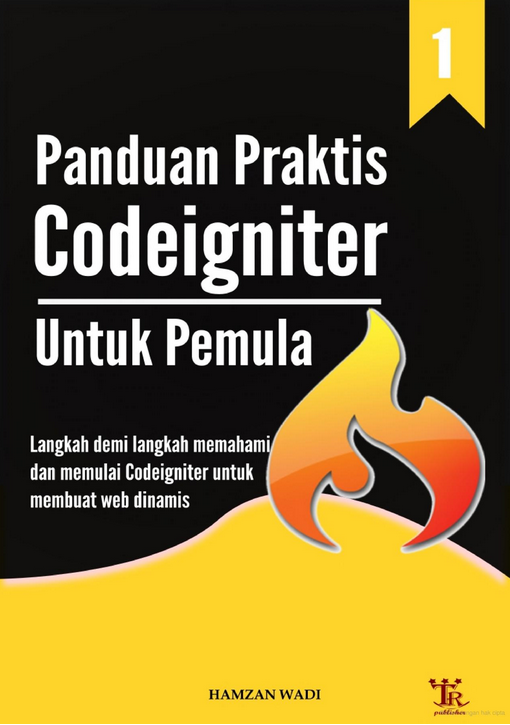 1
Panduan Praktis
Codeigniter
Untuk Pemula
Langkah demi langkah memahami
dan memulai Codeigniter untuk
membuat web dinamis
HAMZAN WADI
TR
publisher